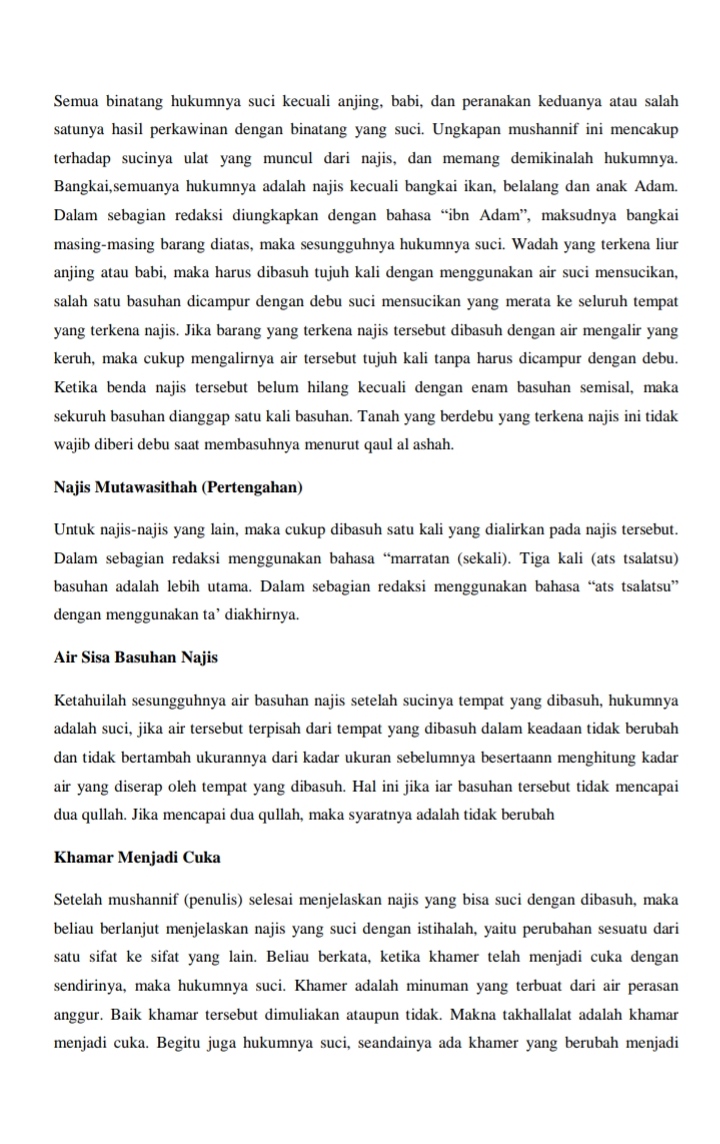 Semua binatang hukumnya suci kecuali anjing, babi, dan peranakan keduanya atau salah
satunya hasil perkawinan dengan binatang yang suci. Ungkapan mushannif ini mencakup
terhadap sucinya ulat yang muncul dari najis, dan memang demikinalah hukumnya.
Bangkai,semuanya hukumnya adalah najis kecuali bangkai ikan, belalang dan anak Adam.
Dalam sebagian redaksi diungkapkan dengan bahasa “ibn Adam”, maksudnya bangkai
masing-masing barang diatas, maka sesungguhnya hukumnya suci. Wadah yang terkena liur
anjing atau babi, maka harus dibasuh tujuh kali dengan menggunakan air suci mensucikan,
salah satu basuhan dicampur dengan debu suci mensucikan yang merata ke seluruh tempat
yang terkena najis. Jika barang yang terkena najis tersebut dibasuh dengan air mengalir yang
keruh, maka cukup mengalirnya air tersebut tujuh kali tanpa harus dicampur dengan debu.
Ketika benda najis tersebut belum hilang kecuali dengan enam basuhan semisal, maka
sekuruh basuhan dianggap satu kali basuhan. Tanah yang berdebu yang terkena najis ini tidak
wajib diberi debu saat membasuhnya menurut qaul al ashah.
Najis Mutawasithah (Pertengahan)
Untuk najis-najis yang lain, maka cukup dibasuh satu kali yang dialirkan pada najis tersebut.
Dalam sebagian redaksi menggunakan bahasa “marratan (sekali). Tiga kali (ats tsalatsu)
basuhan adalah lebih utama. Dalam sebagian redaksi menggunakan bahasa “ats tsalatsu”
dengan menggunakan ta’ diakhirnya.
Air Sisa Basuhan Najis
Ketahuilah sesungguhnya air basuhan najis setelah sucinya tempat yang dibasuh, hukumnya
adalah suci, jika air tersebut terpisah dari tempat yang dibasuh dalam keadaan tidak berubah
dan tidak bertambah ukurannya dari kadar ukuran sebelumnya besertaann menghitung kadar
air yang diserap oleh tempat yang dibasuh. Hal ini jika iar basuhan tersebut tidak mencapai
dua qullah. Jika mencapai dua qullah, maka syaratnya adalah tidak berubah
Khamar Menjadi Cuka
Setelah mushannif (penulis) selesai menjelaskan najis yang bisa suci dengan dibasuh, maka
beliau berlanjut menjelaskan najis yang suci dengan istihalah, yaitu perubahan sesuatu dari
satu sifat ke sifat yang lain. Beliau berkata, ketika khamer telah menjadi cuka dengan
sendirinya, maka hukumnya suci. Khamer adalah minuman yang terbuat dari air perasan
anggur. Baik khamar tersebut dimuliakan ataupun tidak. Makna takhallalat adalah khamar
menjadi cuka. Begitu juga hukumnya suci, seandainya ada khamer yang berubah menjadi